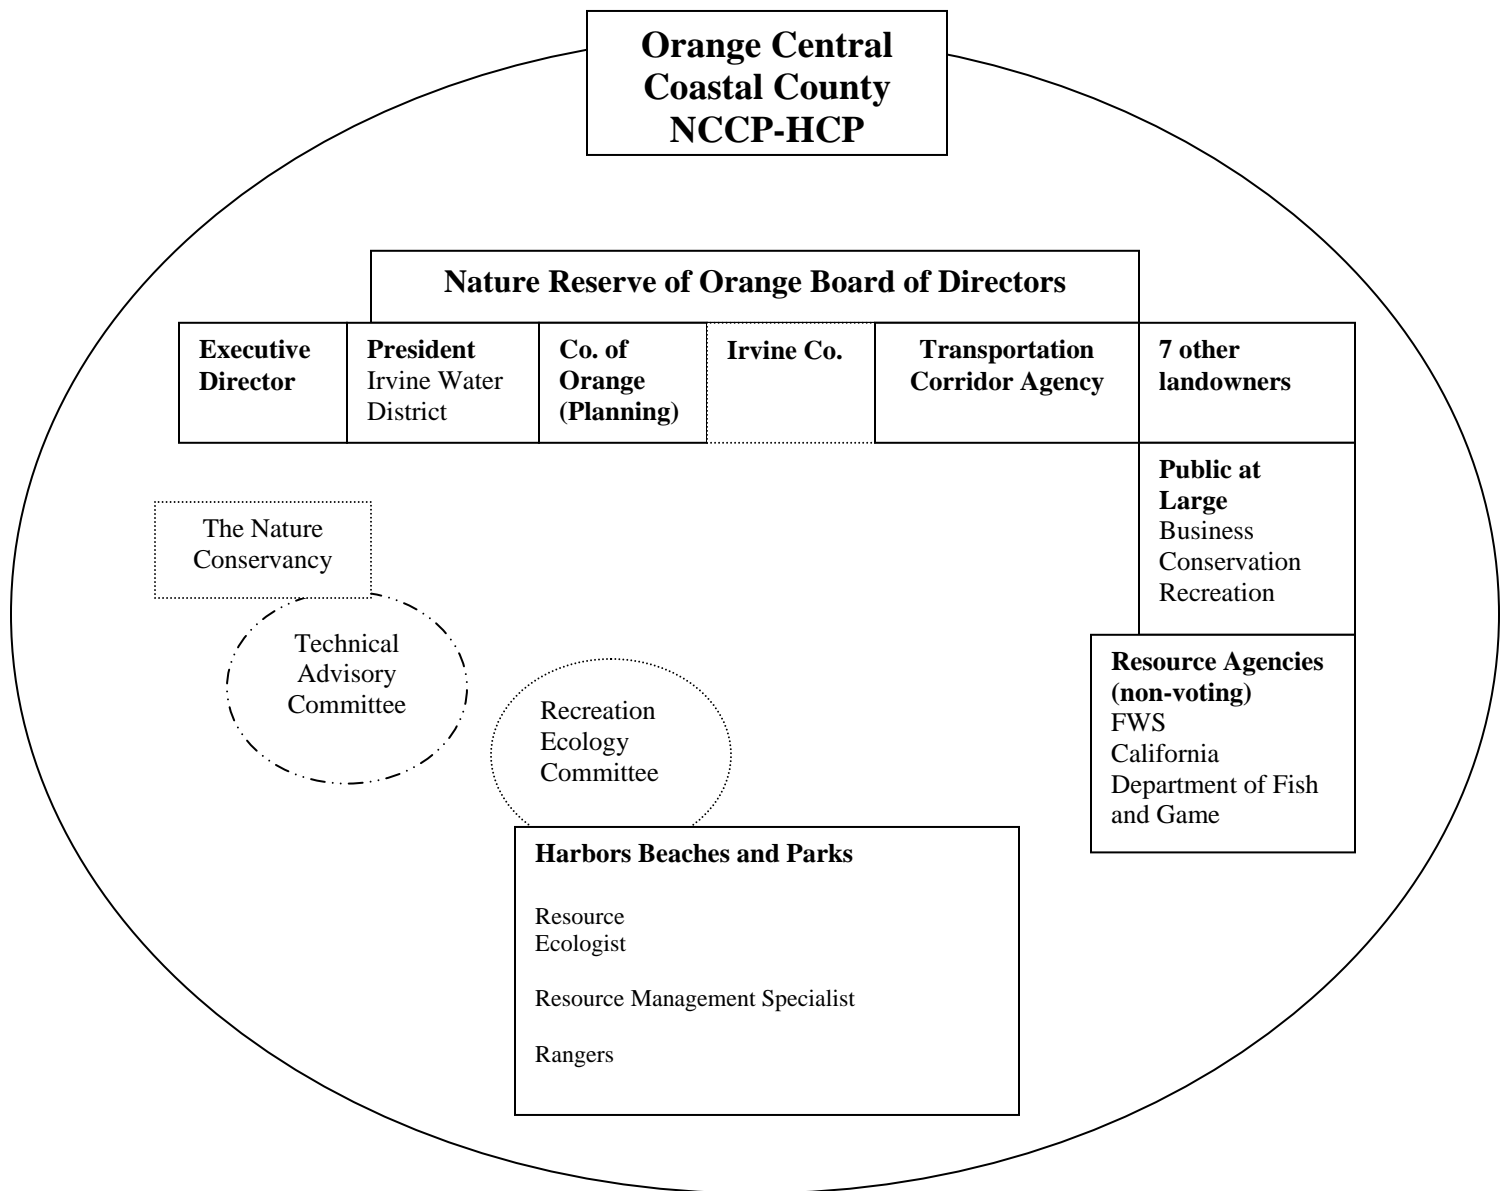 Orange Central
Coastal County
NCCP-HCP
Nature Reserve of Orange Board of Directors
Executive
Director
President
Irvine Water
District
Co. of
Orange
(Planning)
Irvine Co.
Transportation
Corridor Agency
7 other
landowners
Public at
Large
Business
Conservation
Recreation
The Nature
Conservancy
Technical
Advisory
Committee
Recreation
Ecology
Committee
Resource Agencies
(non-voting)
FWS
California
Department of Fish
and Game
Harbors Beaches and Parks
Resource
Ecologist
Resource Management Specialist
Rangers